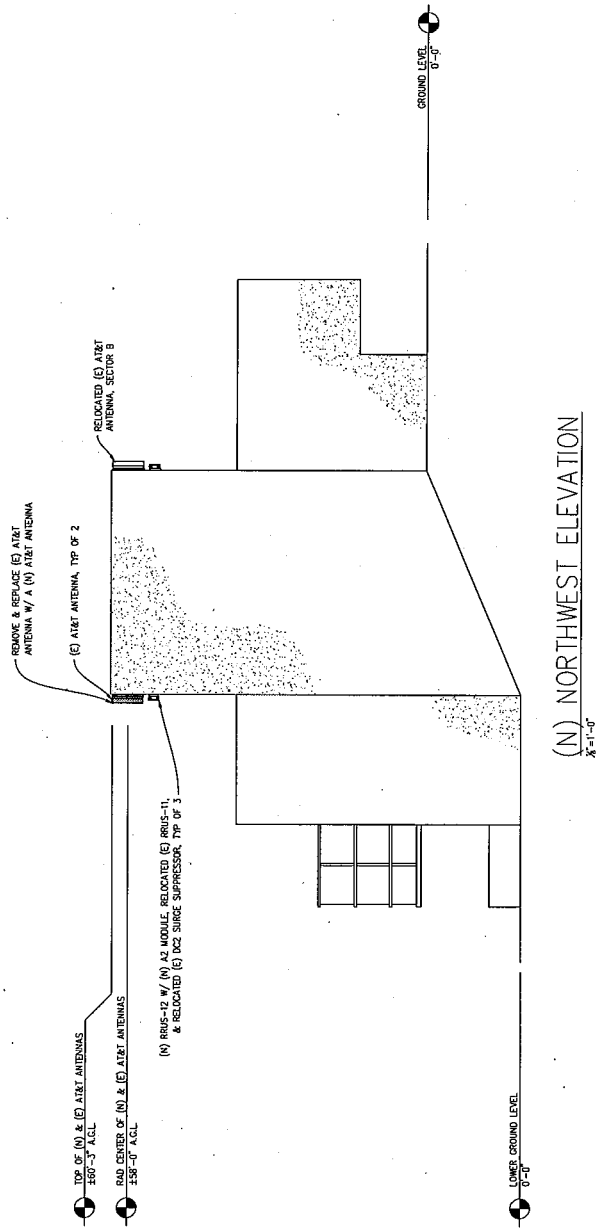 REMOVE & REPLACE (E) AT&T
ANTENNA W/ A (N) AT&T ANTENNA
(E) AT&T ANTENNA, TYP OF 2
RELOCATED (E) AT&T
ANTENNA, SECTOR B
TOP OF (N) & (E) AT&T ANTENNAS
±60'-3" A.G.L.
RAD CENTER OF (N) & (E) AT&T ANTENNAS
±58'-0" A.G.L.
(N) RRUS-12 W/ (N) A2 MODULE, RELOCATED (E) RRUS-11,
& RELOCATED (E) DC2 SURGE SUPPRESSOR, TYP OF 3
GROUND LEVEL
0'-0"
LOWER GROUND LEVEL
0'-0"
(N) NORTHWEST ELEVATION
=1'-0"